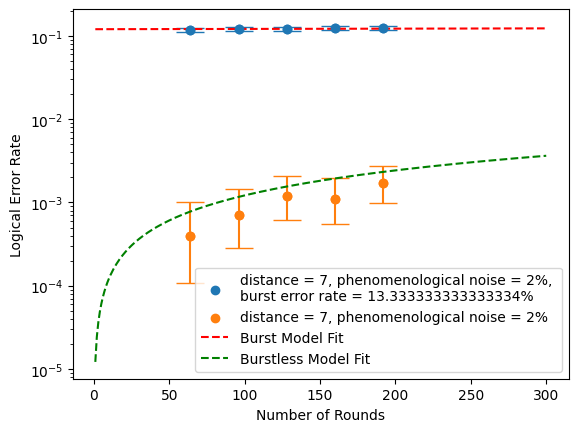 Logical Error Rate
10⁻¹
10⁻²
10⁻³
10⁻⁴
10⁻⁵
distance = 7, phenomenological noise = 2%,
burst error rate = 13.333333333333334%
distance = 7, phenomenological noise = 2%
Burst Model Fit
Burstless Model Fit
0 50 100 150 200 250 300
Number of Rounds